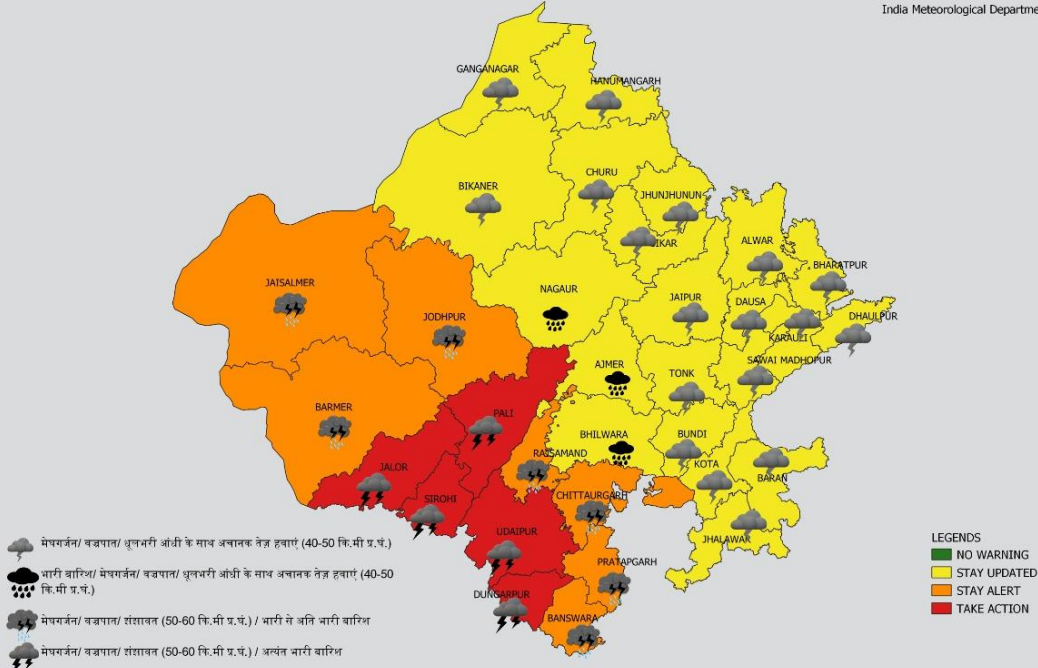 India Meteorological Departme
GANGANAGAR
HANUMANGARH
CHURU
BIKANER
JHUNJHUNUN
SIKAR
ALWAR
BHARATPUR
JAISALMER
NAGAUR
JAIPUR
DAUSA
DHAULPUR
JODHPUR
KARAULI
SAWAI MADHOPUR
AJMER
TONK
BARMER
PALI
BHILWARA
BUNDI
RAJSAMAND
KOTA
JALOR
BARAN
SIROHI
CHITTAURGARH
UDAIPUR
JHALAWAR
PRATAPGARH
DUNGARPUR
BANSWARA
मेघगर्जन/ वज्रपात/ धूलभरी आंधी के साथ अचानक तेज़ हवाएं (40-50 कि.मी प्र.घं.)
भारी बारिश/ मेघगर्जन/ वज्रपात/ धूलभरी आंधी के साथ अचानक तेज़ हवाएं (40-50
कि.मी प्र.घं.)
मेघगर्जन/ वज्रपात/ झंझावत (50-60 कि.मी प्र.घं.) / भारी से अति भारी बारिश
मेघगर्जन/ वज्रपात/ झंझावत (50-60 कि.मी प्र.घं.) / अत्यंत भारी बारिश
LEGENDS
NO WARNING
STAY UPDATED
STAY ALERT
TAKE ACTION